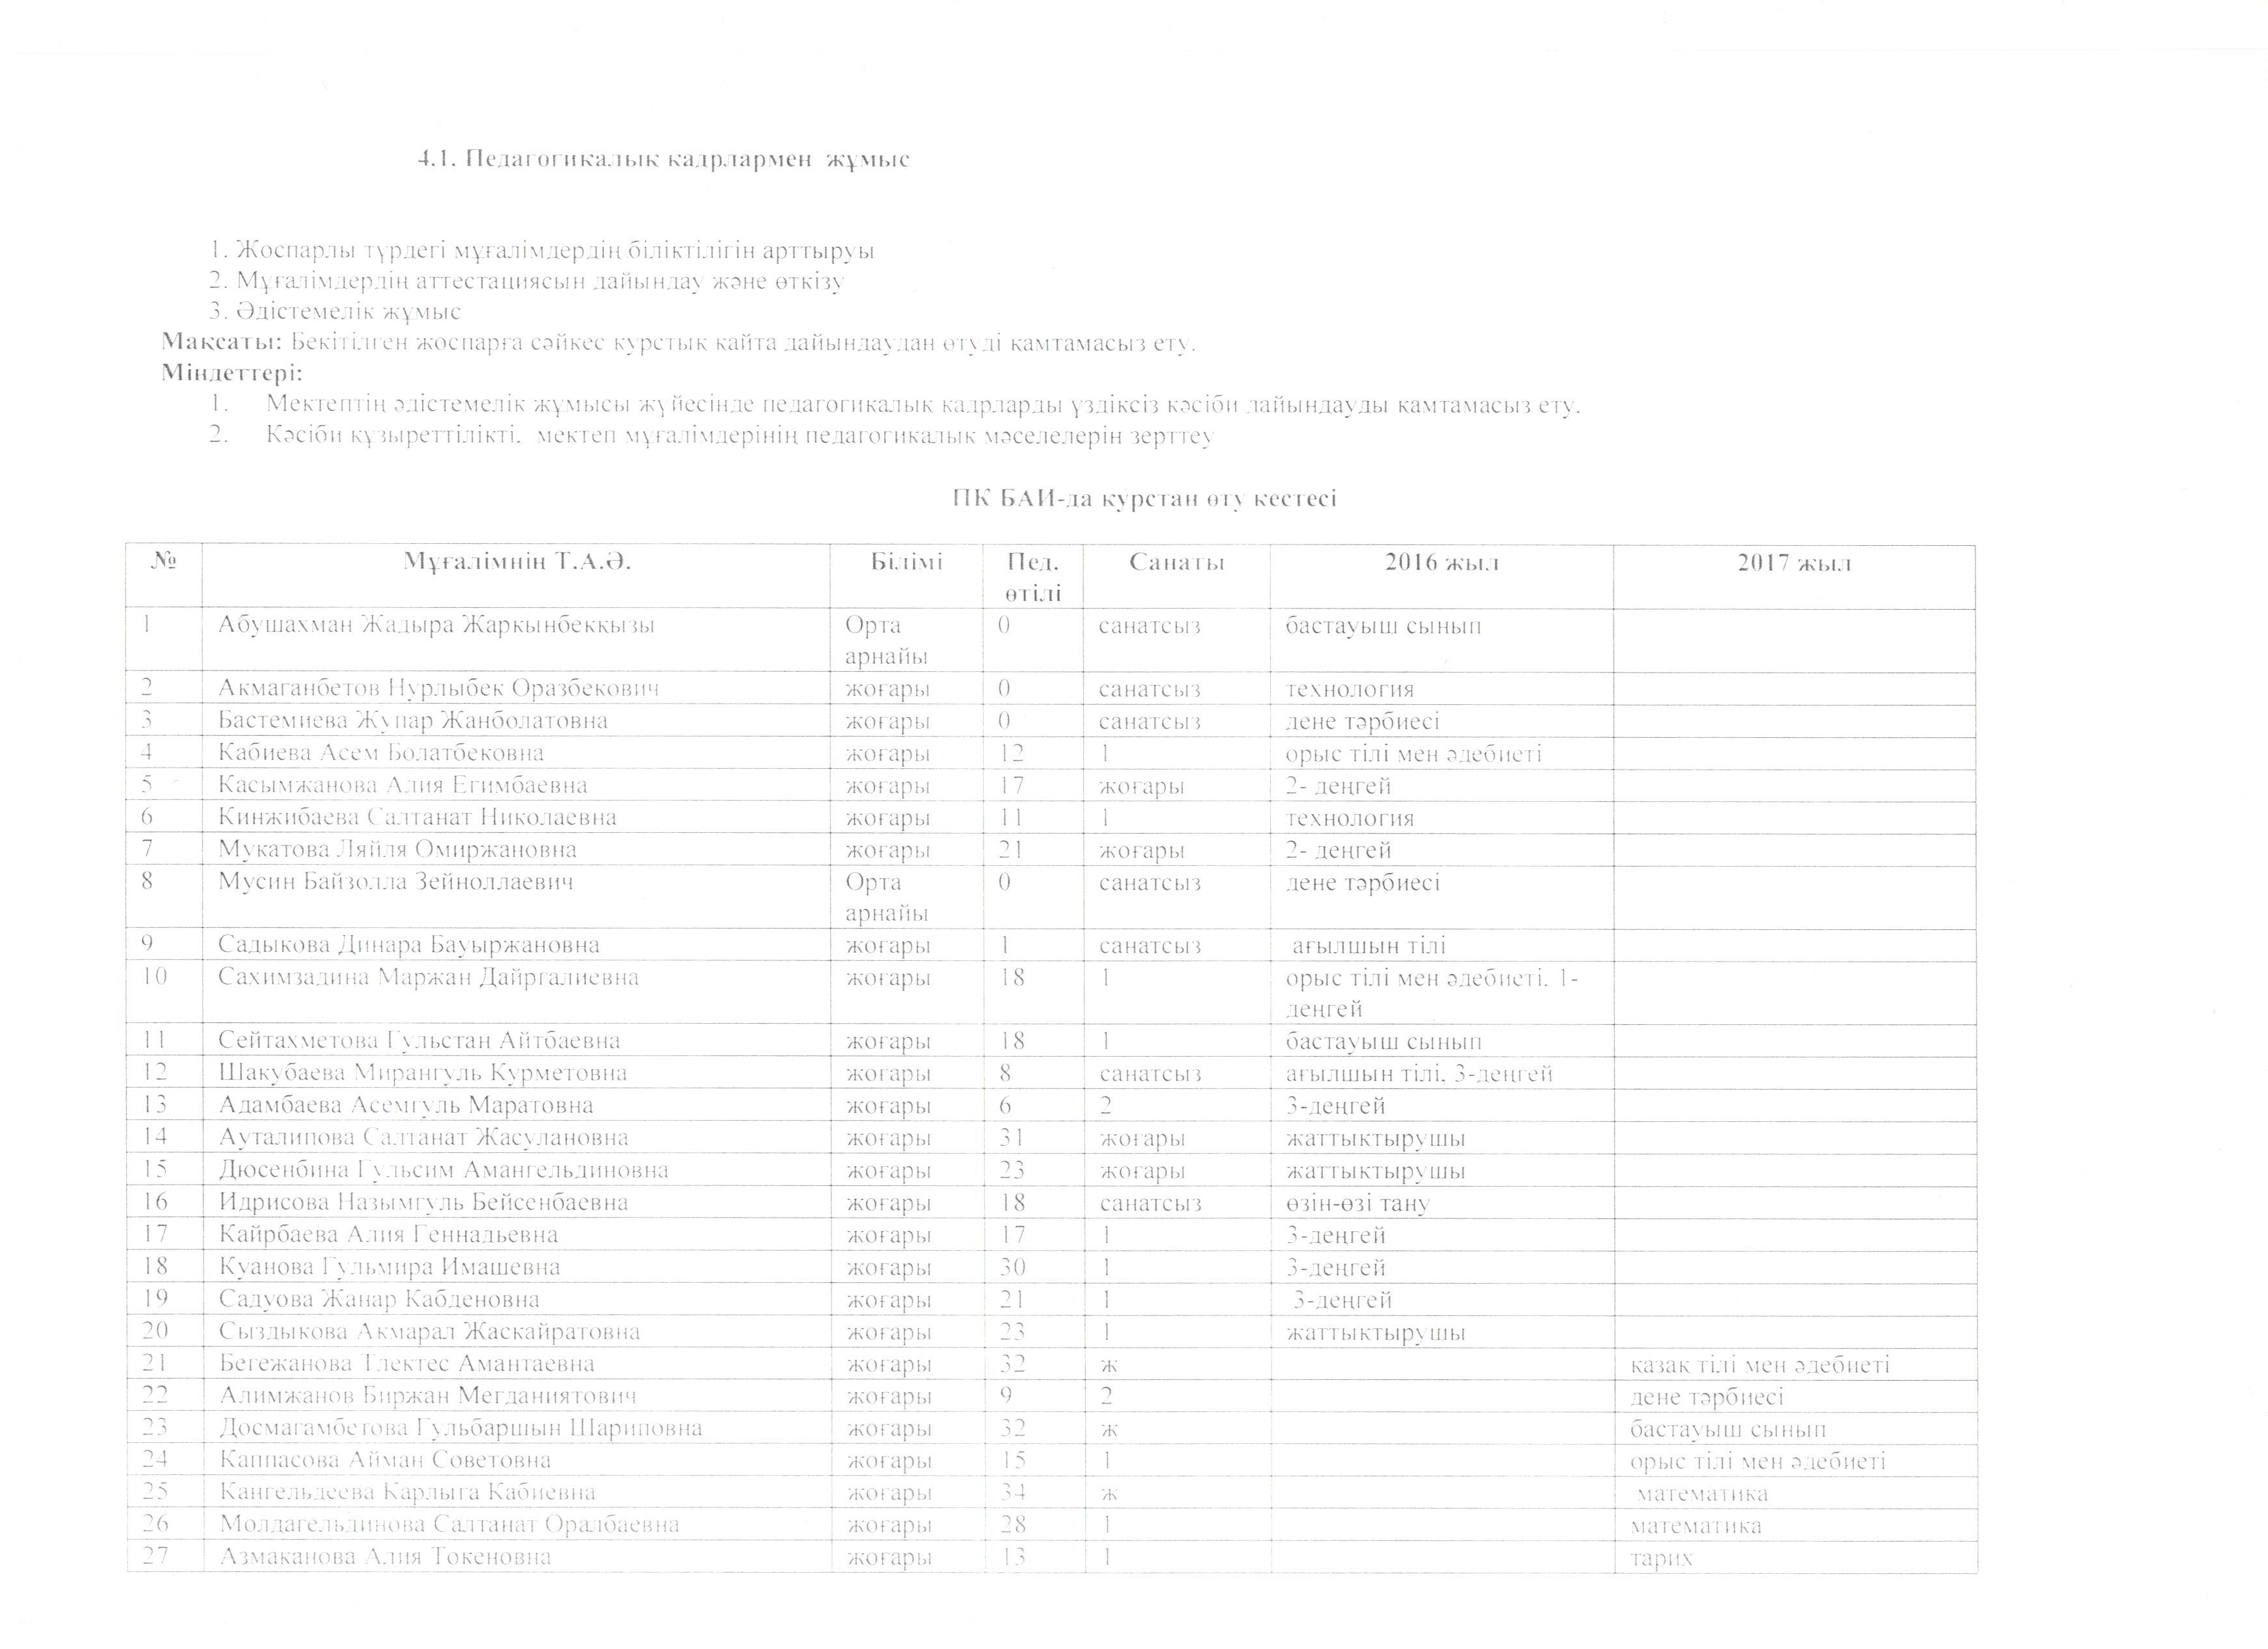 4.1. Педагогикалык кадрлармен жұмыс
1. Жоспарлы түрдегі мұғалімдердің біліктілігін арттыруы
2. Мұғалімдердің аттестациясын дайындау және өткізу
3. Әдістемелік жұмыс
Максаты: Бекітілген жоспарға сәйкес курстык кайта дайындаудан өтуді камтамасыз ету.
Міндеттері:
1. Мектептің әдістемелік жұмысы жүйесінде педагогикалык кадрларды үздіксіз кәсіби дайындауды камтамасыз ету.
2. Кәсіби құзыреттілікті, мектеп мұғалімдерінің педагогикалык мәселелерін зерттеу
ПК БАИ-да курстан өту кестесі
№ Мұғалімнің Т.А.Ә. Білімі Пед. өтілі Санаты 2016 жыл 2017 жыл
1 Абушахман Жадыра Жаркынбеккызы Орта арнайы 0 санатсыз бастауыш сынып
2 Акмаганбетов Нурлыбек Оразбекович жоғары 0 санатсыз технология
3 Бастемиева Жупар Жанболатовна жоғары 0 санатсыз дене тәрбиесі
4 Кабиева Асем Болатбековна жоғары 12 1 орыс тілі мен әдебиеті
5 Касымжанова Алия Егимбаевна жоғары 17 жоғары 2- деңгей
6 Кинжибаева Салтанат Николаевна жоғары 11 1 технология
7 Мукатова Ляйля Омиржановна жоғары 21 жоғары 2- деңгей
8 Мусин Байзолла Зейноллаевич Орта арнайы 0 санатсыз дене тәрбиесі
9 Садыкова Динара Бауыржановна жоғары 1 санатсыз ағылшын тілі
10 Сахимзадина Маржан Дайргалиевна жоғары 18 1 орыс тілі мен әдебиеті. 1- деңгей
11 Сейтахметова Гульстан Айтбаевна жоғары 18 1 бастауыш сынып
12 Шакубаева Мирангуль Курметовна жоғары 8 санатсыз ағылшын тілі. 3-деңгей
13 Адамбаева Асемгуль Маратовна жоғары 6 2 3-деңгей
14 Ауталипова Салтанат Жасулановна жоғары 31 жоғары жаттыктырушы
15 Дюсенбина Гульсим Амангельдиновна жоғары 23 жоғары жаттыктырушы
16 Идрисова Назымгуль Бейсенбаевна жоғары 18 санатсыз өзін-өзі тану
17 Кайрбаева Алия Геннадьевна жоғары 17 1 3-деңгей
18 Куанова Гульмира Имашевна жоғары 30 1 3-деңгей
19 Садуова Жанар Кабденовна жоғары 21 1 3-деңгей
20 Сыздыкова Акмарал Жаскайратовна жоғары 23 1 жаттыктырушы
21 Бегежанова Тлектес Амантаевна жоғары 32 ж казак тілі мен әдебиеті
22 Алимжанов Биржан Мегданиятович жоғары 9 2 дене тәрбиесі
23 Досмагамбетова Гульбаршын Шариповна жоғары 32 ж бастауыш сынып
24 Каппасова Айман Советовна жоғары 15 1 орыс тілі мен әдебиеті
25 Кангельдеева Карлыга Кабиевна жоғары 34 ж математика
26 Молдагельдинова Салтанат Оралбаевна жоғары 28 1 математика
27 Азмаканова Алия Токеновна жоғары 13 1 тарих